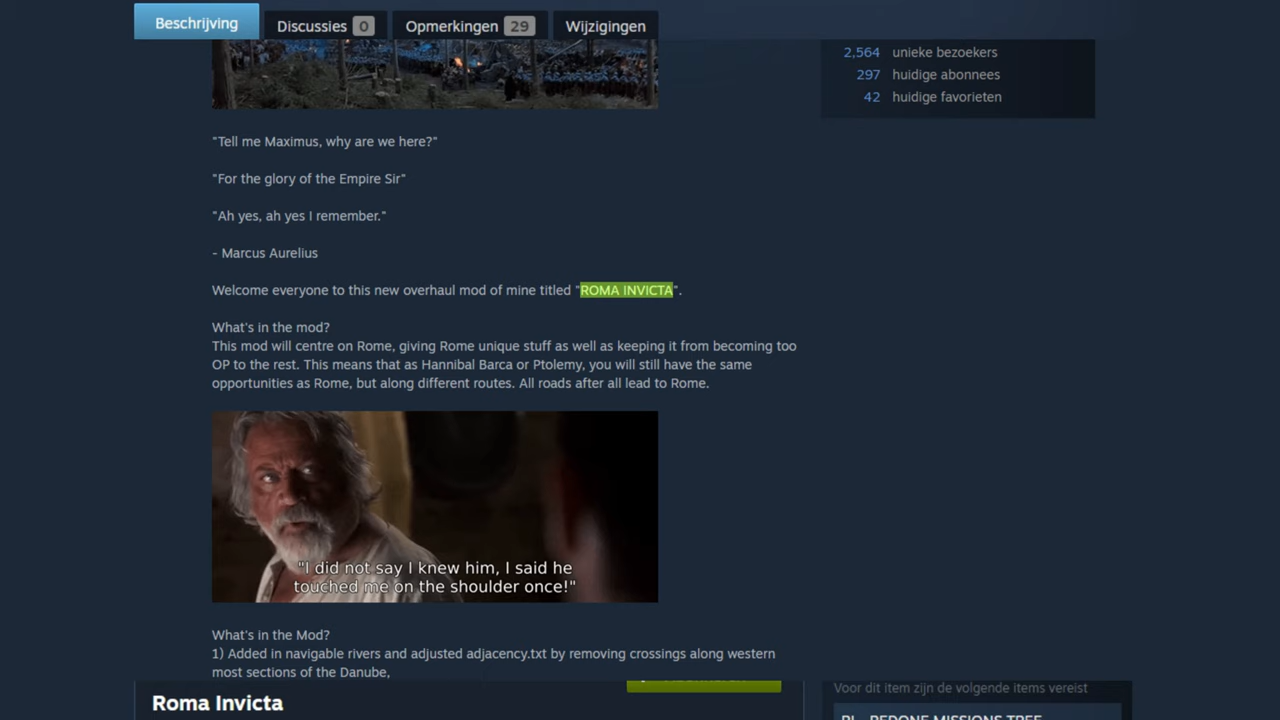 Beschrijving
Discussies 0
Opmerkingen 29
Wijzigingen
2,564 unieke bezoekers
297 huidige abonnees
42 huidige favorieten
"Tell me Maximus, why are we here?"
"For the glory of the Empire Sir"
"Ah yes, ah yes I remember."
- Marcus Aurelius
Welcome everyone to this new overhaul mod of mine titled "ROMA INVICTA".
What's in the mod?
This mod will centre on Rome, giving Rome unique stuff as well as keeping it from becoming too
OP to the rest. This means that as Hannibal Barca or Ptolemy, you will still have the same
opportunities as Rome, but along different routes. All roads after all lead to Rome.
"I did not say I knew him, I said he
touched me on the shoulder once!"
What's in the Mod?
1) Added in navigable rivers and adjusted adjacency.txt by removing crossings along western
most sections of the Danube,
Roma Invicta
Voor dit item zijn de volgende items vereist
MISSIONS TREE